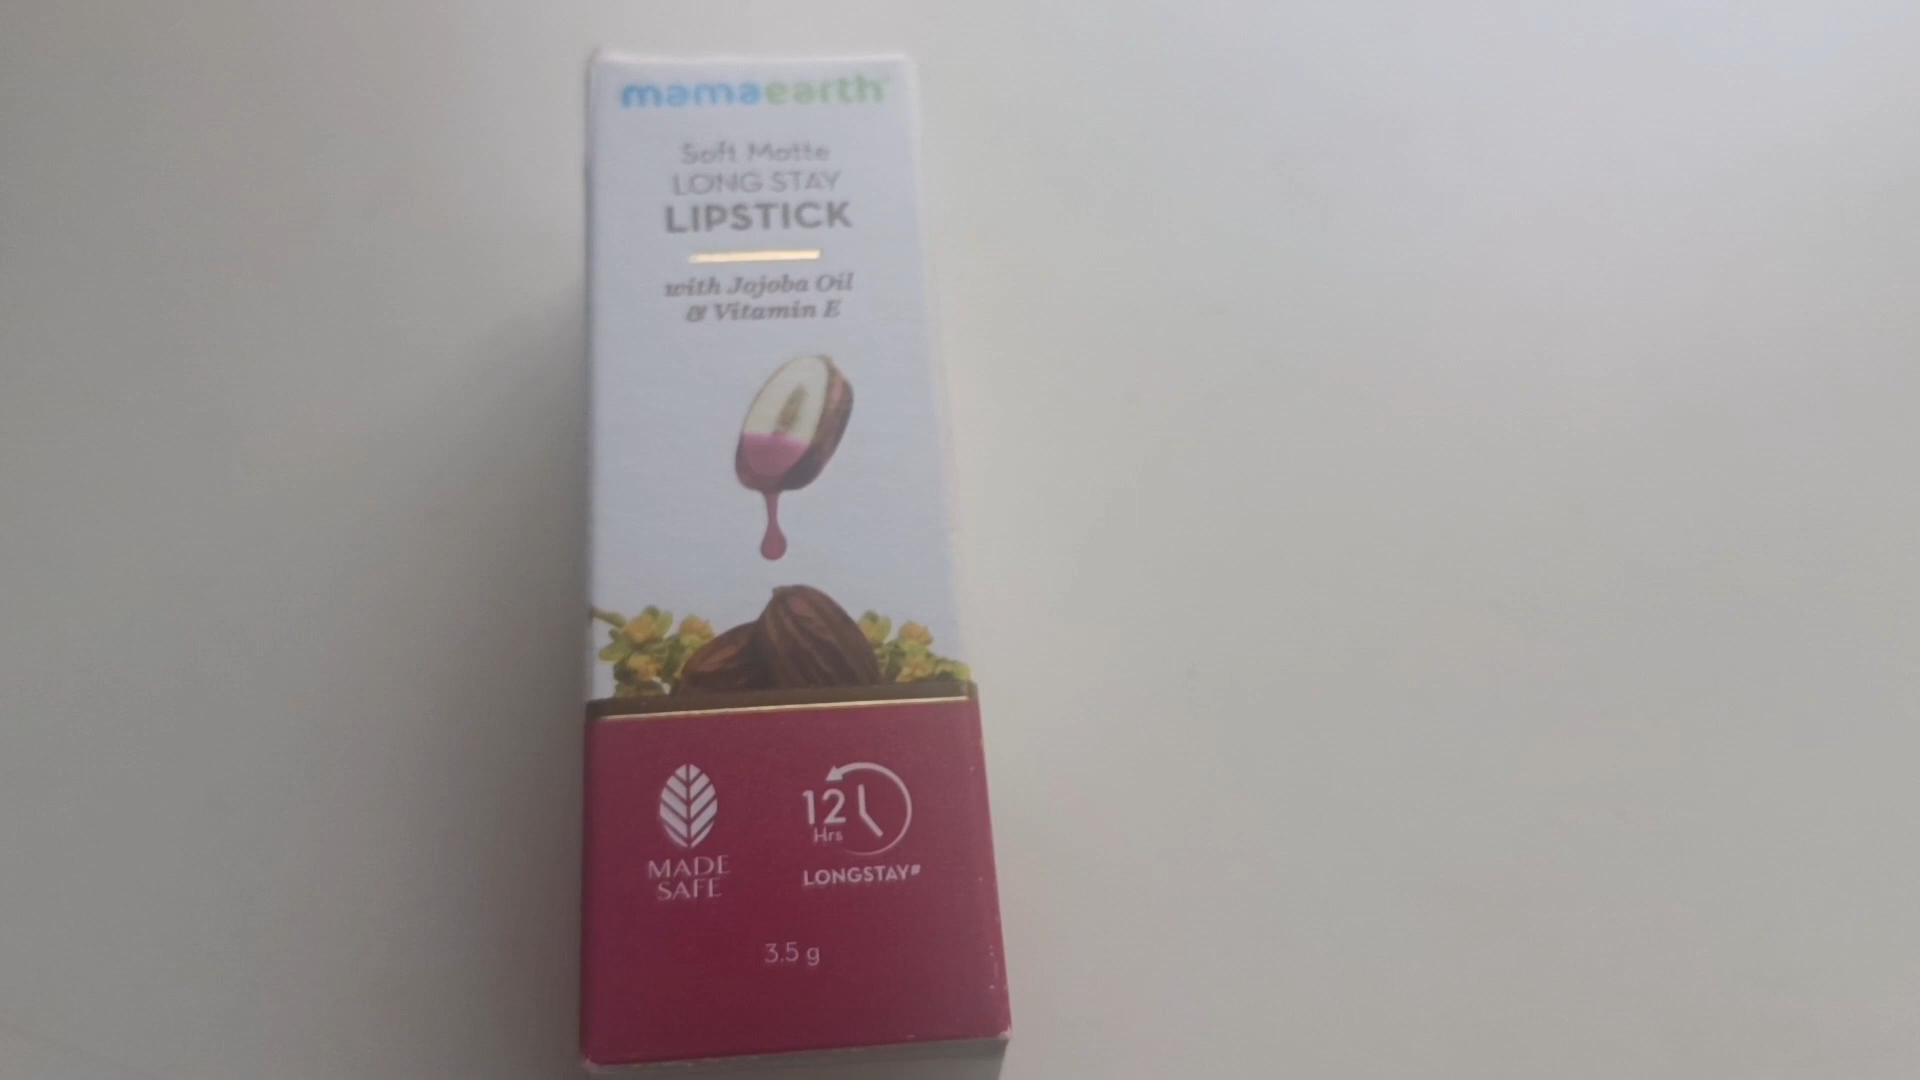 mamaearth
Soft Matte
LONG STAY
LIPSTICK
with Jojoba Oil
& Vitamin E
12
Hrs
MADE
SAFE
LONGSTAY#
3.5 g